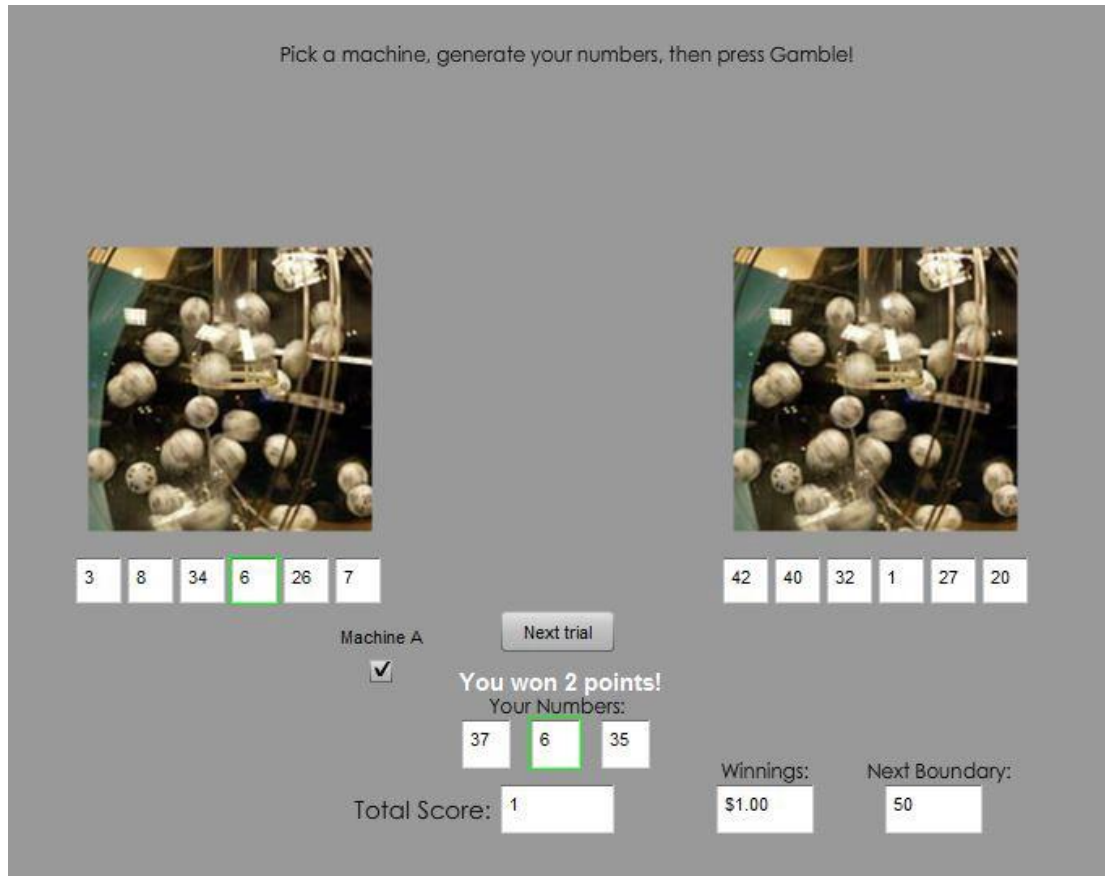 Pick a machine, generate your numbers, then press Gamble!
3 8 34 6 26 7
42 40 32 1 27 20
Machine A
Next trial
You won 2 points!
Your Numbers:
37 6 35
Winnings:
Next Boundary:
Total Score: 1
$1.00
50